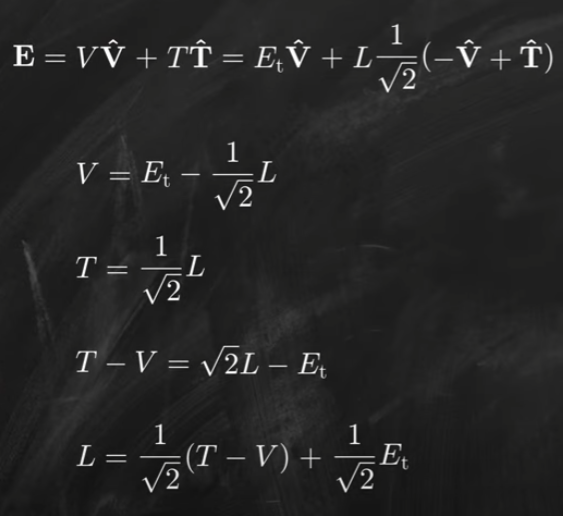 $\mathbf{E} = V\hat{\mathbf{V}} + T\hat{\mathbf{T}} = E_{\mathrm{t}}\hat{\mathbf{V}} + L\frac{1}{\sqrt{2}}(-\hat{\mathbf{V}} + \hat{\mathbf{T}})$
$V = E_{\mathrm{t}} - \frac{1}{\sqrt{2}}L$
$T = \frac{1}{\sqrt{2}}L$
$T - V = \sqrt{2}L - E_{\mathrm{t}}$
$L = \frac{1}{\sqrt{2}}(T - V) + \frac{1}{\sqrt{2}}E_{\mathrm{t}}$